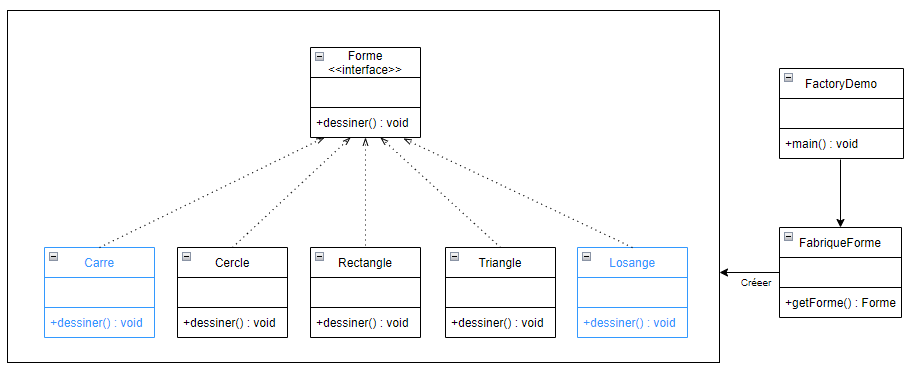 Forme
<<interface>>
+dessiner() : void
FactoryDemo
+main() : void
Carre
+dessiner() : void
Cercle
+dessiner() : void
Rectangle
+dessiner() : void
Triangle
+dessiner() : void
Losange
+dessiner() : void
Créeer
FabriqueForme
+getForme() : Forme